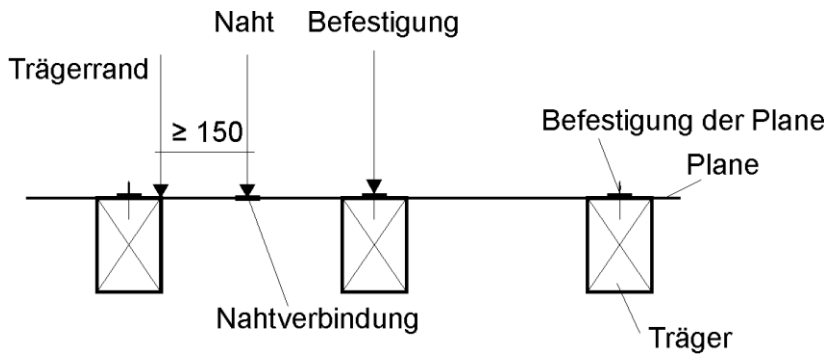 Naht Befestigung
Trägerrand
≥ 150
Befestigung der Plane
Plane
Nahtverbindung
Träger